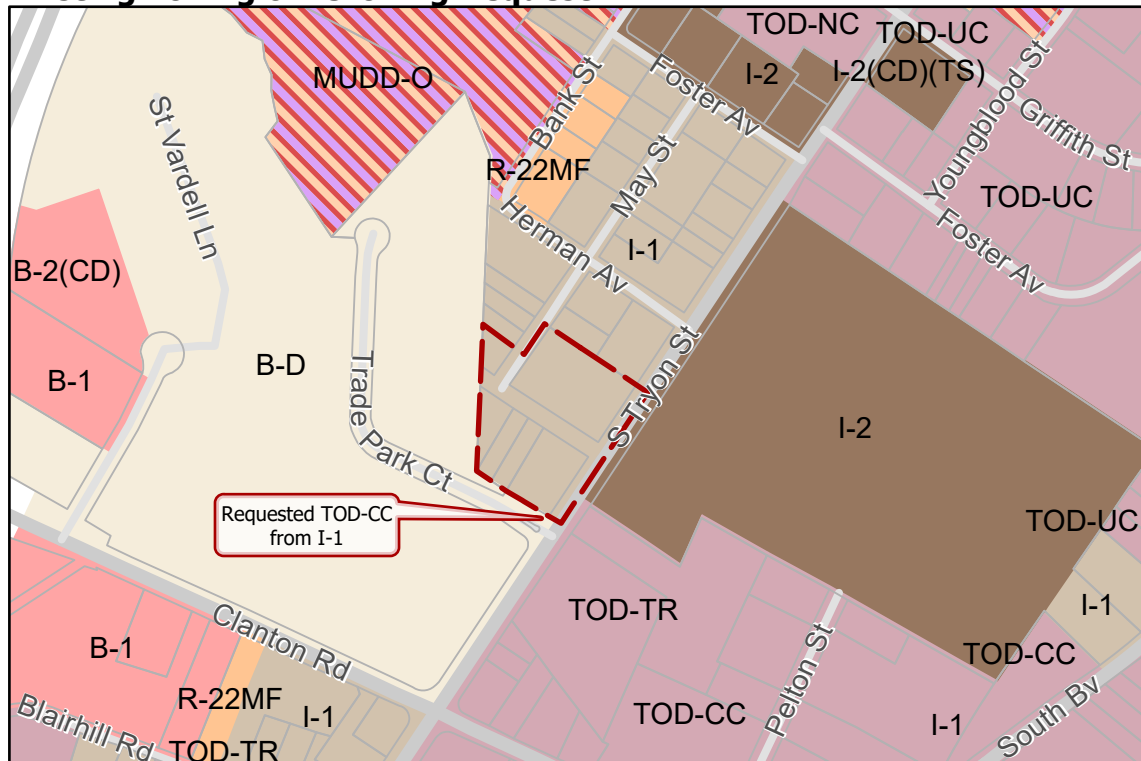 TOD-NC
TOD-UC
MUDD-O
I-2
I-2(CD)(TS)
Bank St
Foster Av
Youngblood St
Griffith St
St Vardell Ln
R-22MF
May St
TOD-UC
Herman Av
I-1
Foster Av
B-2(CD)
B-D
B-1
Trade Park Ct
S Tryon St
I-2
Requested TOD-CC
from I-1
TOD-UC
TOD-TR
I-1
Clanton Rd
B-1
TOD-CC
R-22MF
I-1
TOD-CC
Pelton St
I-1
South Bv
Blairhill Rd
TOD-TR